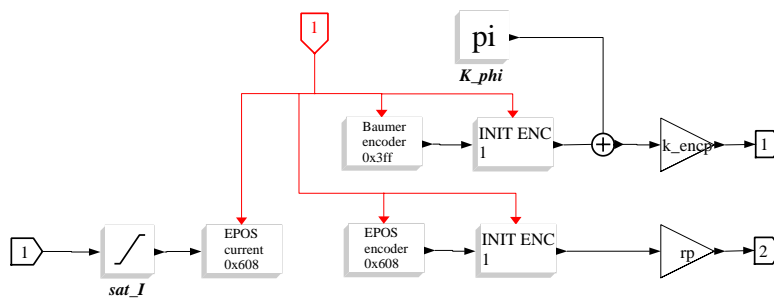 1
pi
K_phi
Baumer
encoder
0x3ff
INIT ENC
1
k_encp
1
1
sat_I
EPOS
current
0x608
EPOS
encoder
0x608
INIT ENC
1
rp
2